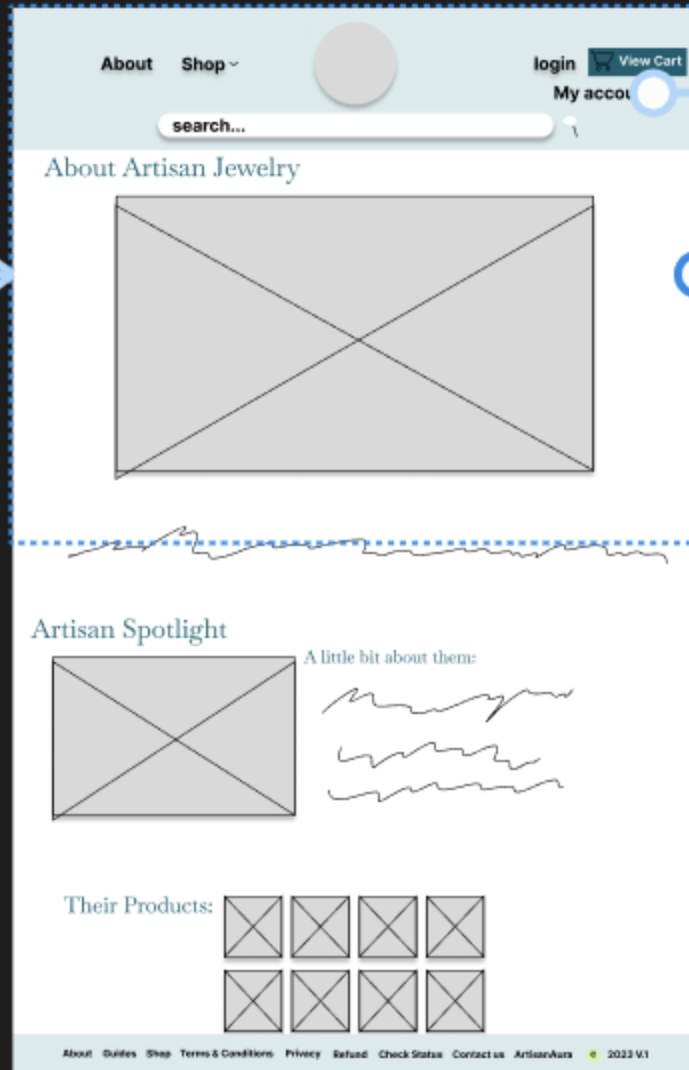 About Shop login View Cart
My accou
search...
About Artisan Jewelry
Artisan Spotlight
A little bit about them:
Their Products:
About Guides Shop Terms & Conditions Privacy Refund Check Status Contact us ArtisanAura 2023 V.1